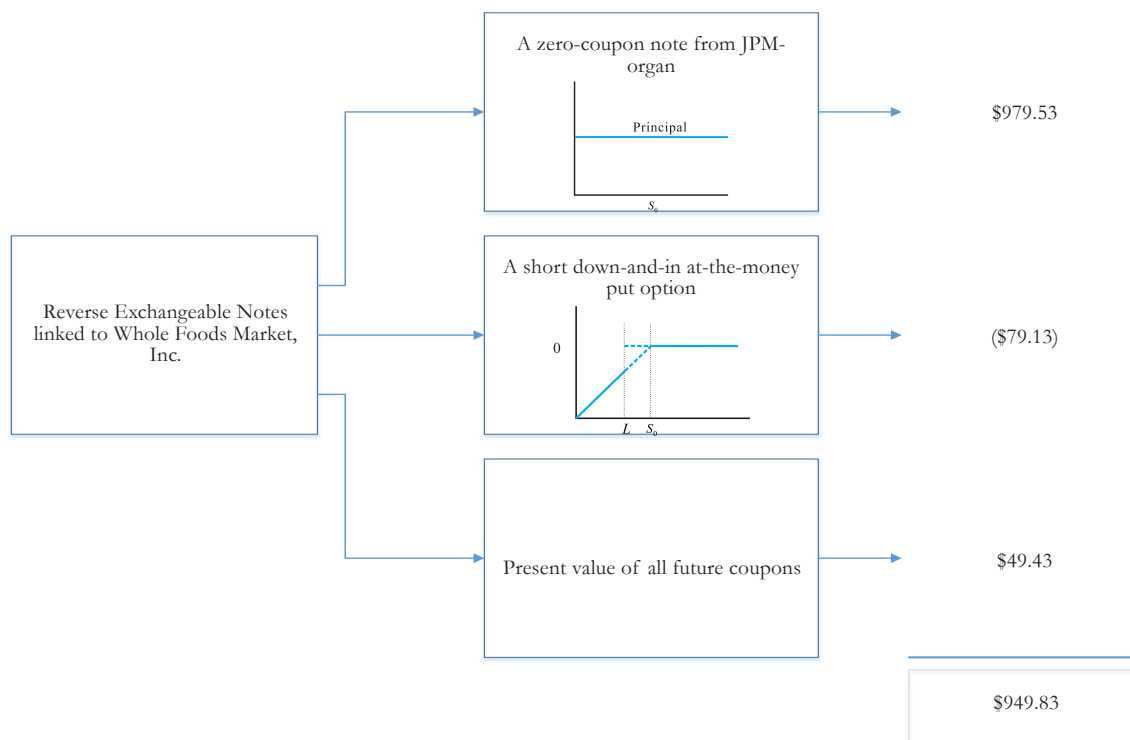 Reverse Exchangeable Notes
linked to Whole Foods Market,
Inc.
A zero-coupon note from JPM-
organ
Principal
S₀
$979.53
A short down-and-in at-the-money
put option
0
L S₀
($79.13)
Present value of all future coupons
$49.43
$949.83